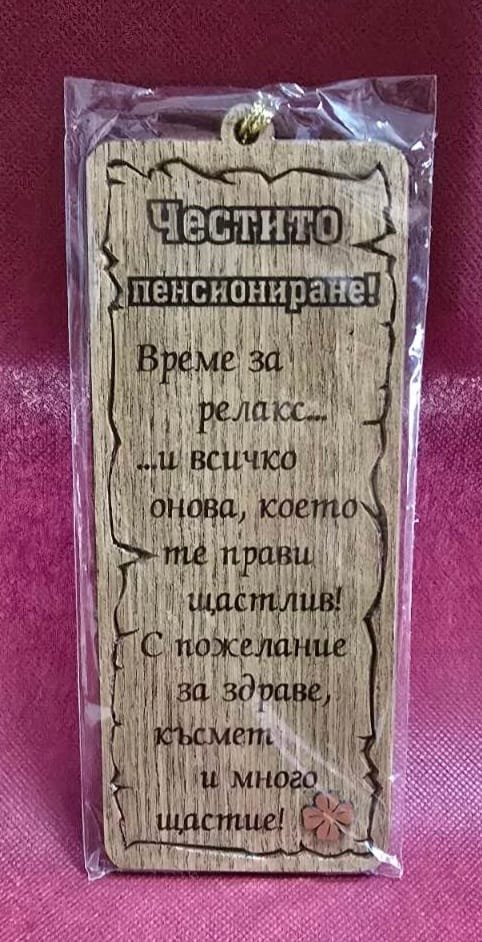 Честито
пенсиониране!
Време за
релакс...
...и всичко
онова, което
те прави
щастлив!
С пожелание
за здраве,
късмет
и много
щастие!